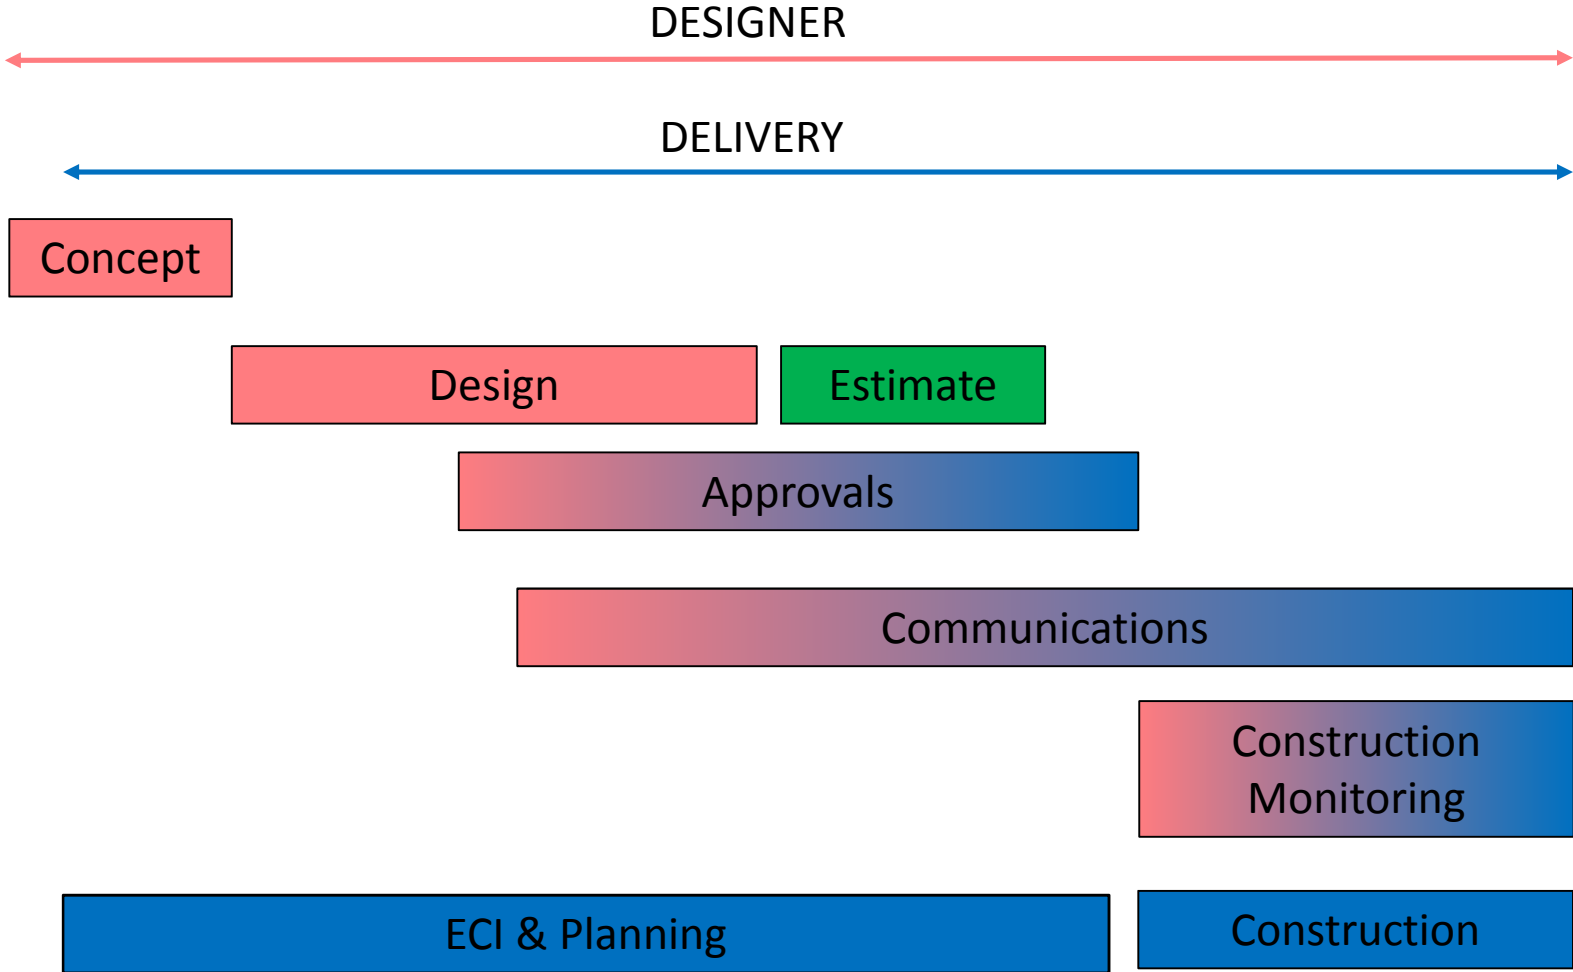 DESIGNER
DELIVERY
Concept
Design
Estimate
Approvals
Communications
Construction
Monitoring
ECI & Planning
Construction